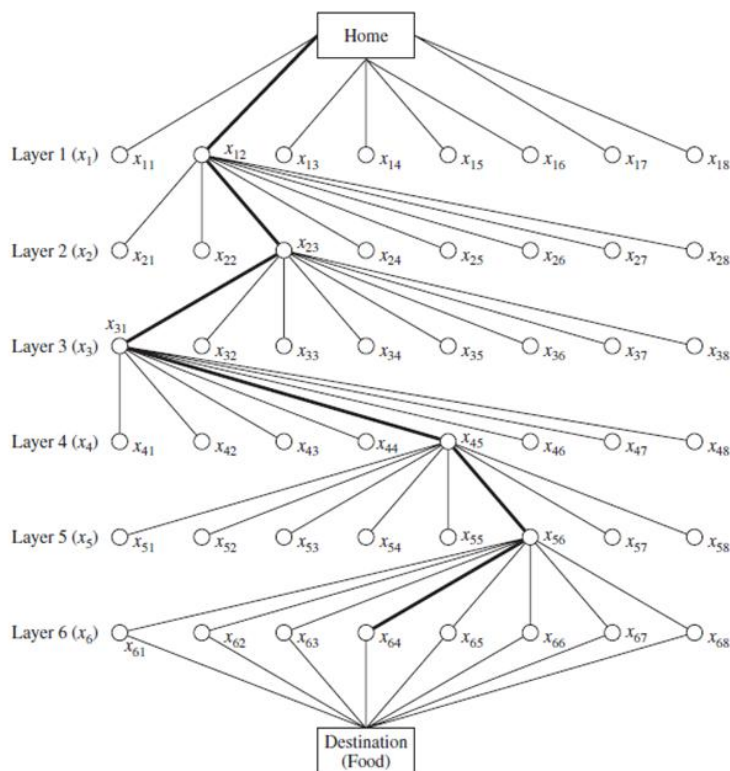 Home
Layer 1 (x₁) x₁₁ x₁₂ x₁₃ x₁₄ x₁₅ x₁₆ x₁₇ x₁₈
Layer 2 (x₂) x₂₁ x₂₂ x₂₃ x₂₄ x₂₅ x₂₆ x₂₇ x₂₈
Layer 3 (x₃) x₃₁ x₃₂ x₃₃ x₃₄ x₃₅ x₃₆ x₃₇ x₃₈
Layer 4 (x₄) x₄₁ x₄₂ x₄₃ x₄₄ x₄₅ x₄₆ x₄₇ x₄₈
Layer 5 (x₅) x₅₁ x₅₂ x₅₃ x₅₄ x₅₅ x₅₆ x₅₇ x₅₈
Layer 6 (x₆) x₆₁ x₆₂ x₆₃ x₆₄ x₆₅ x₆₆ x₆₇ x₆₈
Destination
(Food)